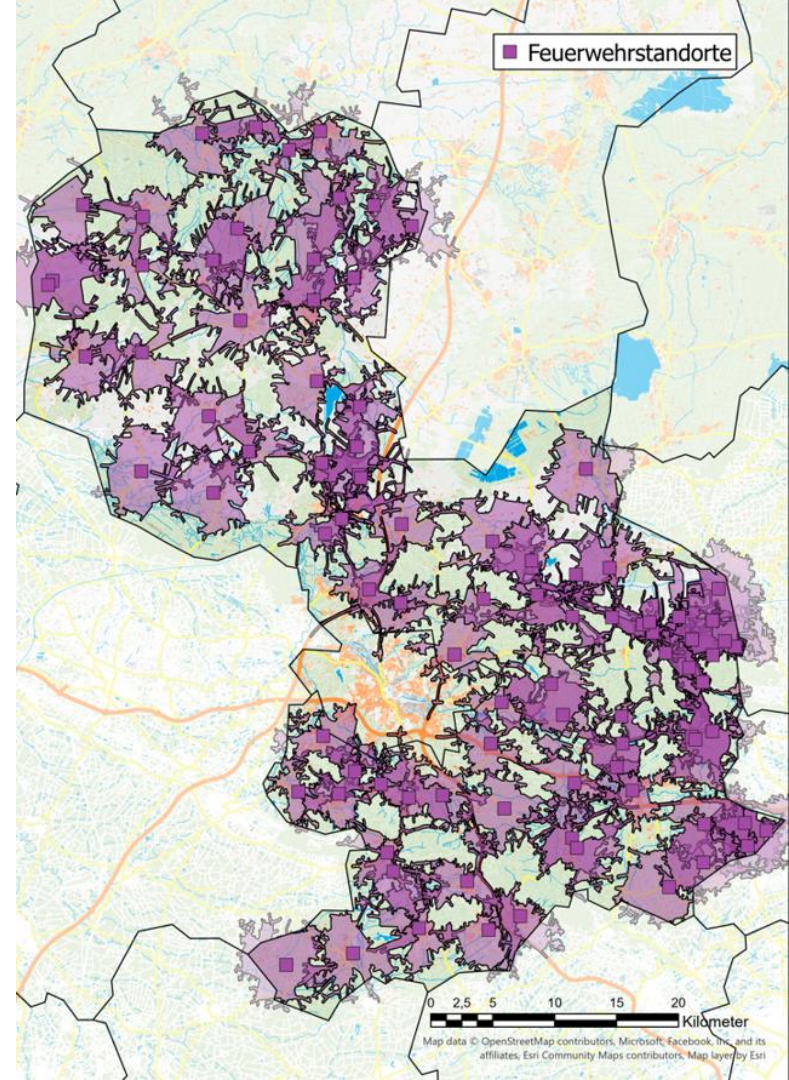 Feuerwehrstandorte
0 2,5 5 10 15 20
Kilometer
Map data © OpenStreetMap contributors, Microsoft, Facebook, Inc. and its
affiliates, Esri Community Maps contributors, Map layer by Esri